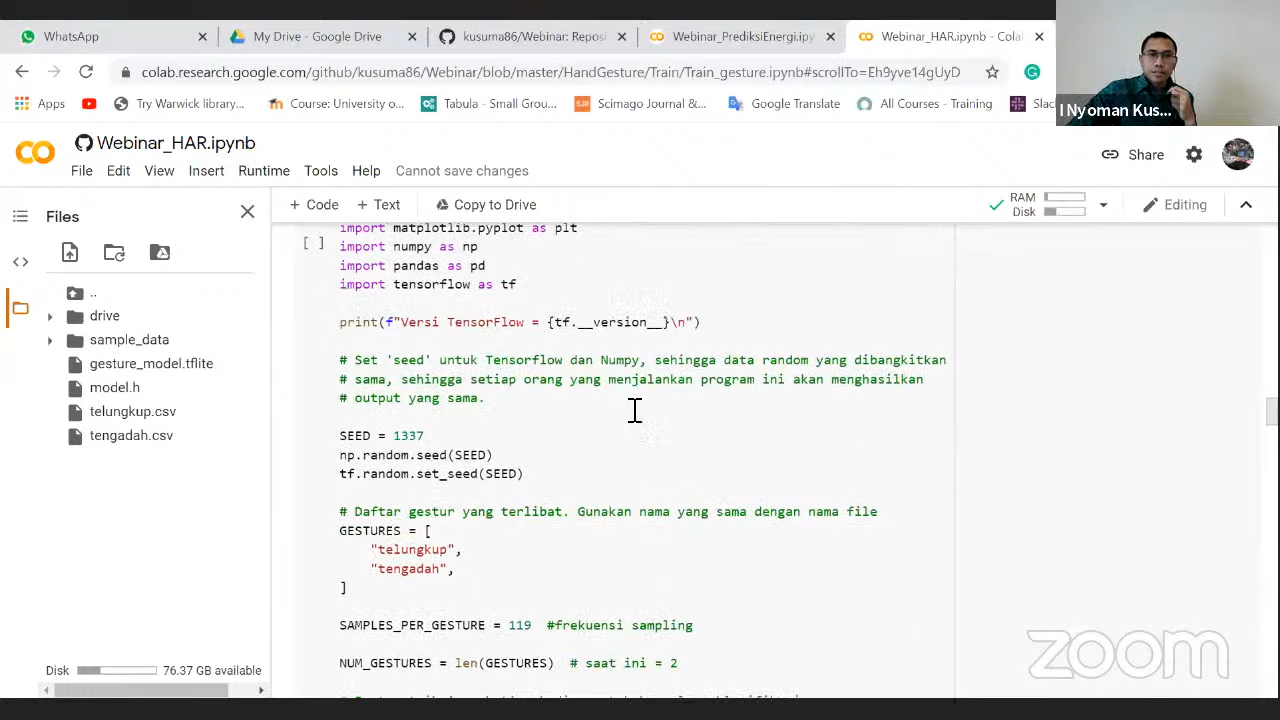 WhatsApp
My Drive - Google Drive
kusuma86/Webinar: Reposi
Webinar_PrediksiEnergi.ipy
Webinar_HAR.ipynb - Cola
colab.research.google.com/github/kusuma86/Webinar/blob/master/HandGesture/Train/Train_gesture.ipynb#scrollTo=Eh9yve14gUyD
Apps
Try Warwick library...
Course: University o...
Tabula - Small Grou...
Scimago Journal &...
Google Translate
All Courses - Training
Slac
I Nyoman Kus...
Webinar_HAR.ipynb
File Edit View Insert Runtime Tools Help Cannot save changes
Share
Files
+ Code + Text Copy to Drive
RAM
Disk
Editing
..
drive
sample_data
gesture_model.tflite
model.h
telungkup.csv
tengadah.csv
Disk 76.37 GB available
import matplotlib.pyplot as plt
[ ] import numpy as np
import pandas as pd
import tensorflow as tf
print(f"Versi TensorFlow = {tf.__version__}\n")
# Set 'seed' untuk Tensorflow dan Numpy, sehingga data random yang dibangkitkan
# sama, sehingga setiap orang yang menjalankan program ini akan menghasilkan
# output yang sama.
SEED = 1337
np.random.seed(SEED)
tf.random.set_seed(SEED)
# Daftar gestur yang terlibat. Gunakan nama yang sama dengan nama file
GESTURES = [
"telungkup",
"tengadah",
]
SAMPLES_PER_GESTURE = 119 #frekuensi sampling
NUM_GESTURES = len(GESTURES) # saat ini = 2
zoom